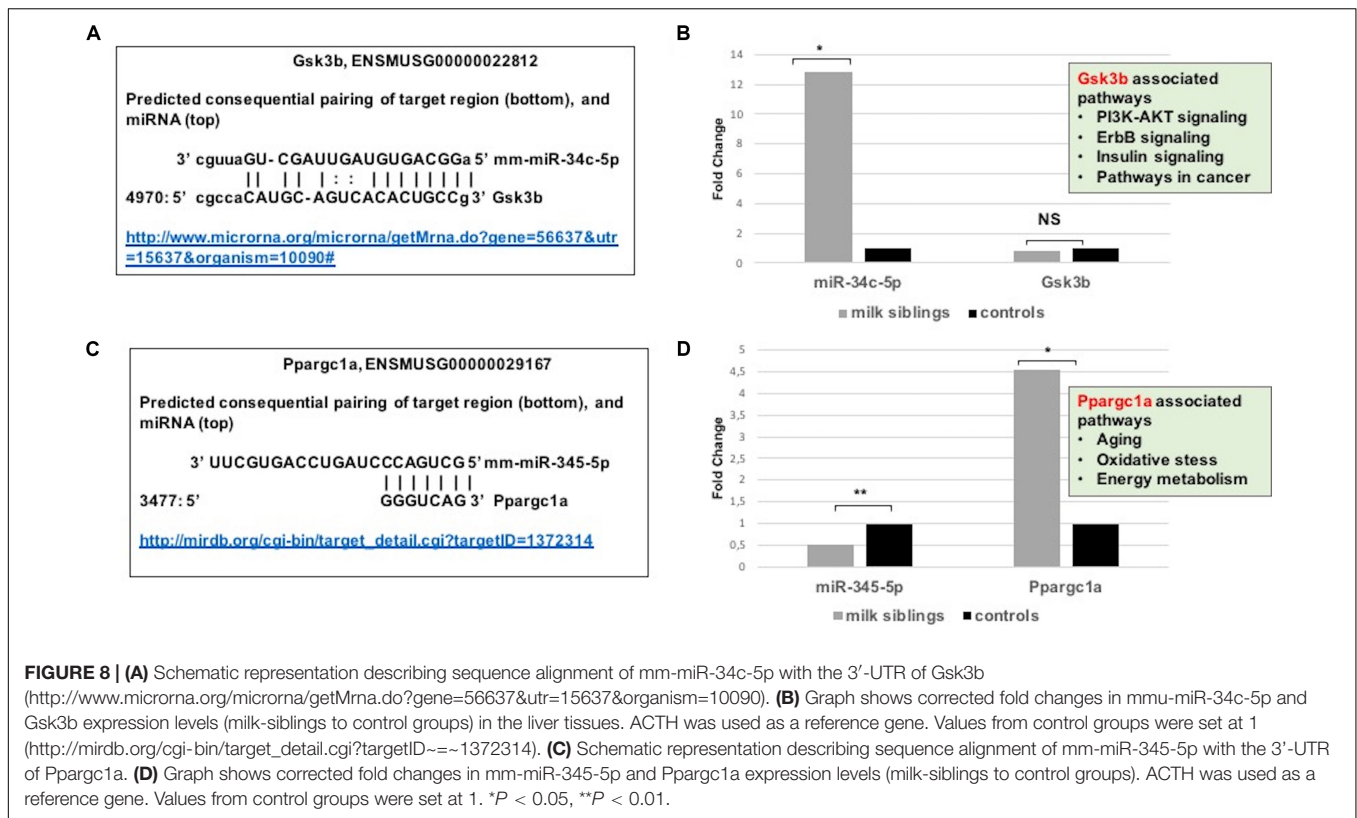 A
Gsk3b, ENSMUSG00000022812
Predicted consequential pairing of target region (bottom), and
miRNA (top)
3' cguuaGU- CGAUUGAUGUGACGGa 5' mm-miR-34c-5p
|| || | : : | | | | | | | |
4970: 5' cgccaCAUGC-AGUCACACUGCCg 3' Gsk3b
http://www.microrna.org/microrna/getMrna.do?gene=56637&utr
=15637&organism=10090#
B
Fold Change
14
12
10
8
6
4
2
0
*
NS
miR-34c-5p
Gsk3b
milk siblings
controls
Gsk3b associated
pathways
• PI3K-AKT signaling
• ErbB signaling
• Insulin signaling
• Pathways in cancer
C
Ppargc1a, ENSMUSG00000029167
Predicted consequential pairing of target region (bottom), and
miRNA (top)
3' UUCGUGACCUGAUCCCAGUCG 5' mm-miR-345-5p
| | | | | | |
3477: 5' GGGUCAG 3' Ppargc1a
http://mirdb.org/cgi-bin/target_detail.cgi?targetID=1372314
D
Fold Change
5
4,5
4
3,5
3
2,5
2
1,5
1
0,5
0
**
*
miR-345-5p
Ppargc1a
milk siblings
controls
Ppargc1a associated
pathways
• Aging
• Oxidative stess
• Energy metabolism
FIGURE 8 | (A) Schematic representation describing sequence alignment of mm-miR-34c-5p with the 3′-UTR of Gsk3b
(http://www.microrna.org/microrna/getMrna.do?gene=56637&utr=15637&organism=10090). (B) Graph shows corrected fold changes in mmu-miR-34c-5p and
Gsk3b expression levels (milk-siblings to control groups) in the liver tissues. ACTH was used as a reference gene. Values from control groups were set at 1
(http://mirdb.org/cgi-bin/target_detail.cgi?targetID~=~1372314). (C) Schematic representation describing sequence alignment of mm-miR-345-5p with the 3'-UTR
of Ppargc1a. (D) Graph shows corrected fold changes in mm-miR-345-5p and Ppargc1a expression levels (milk-siblings to control groups). ACTH was used as a
reference gene. Values from control groups were set at 1. *P < 0.05, **P < 0.01.